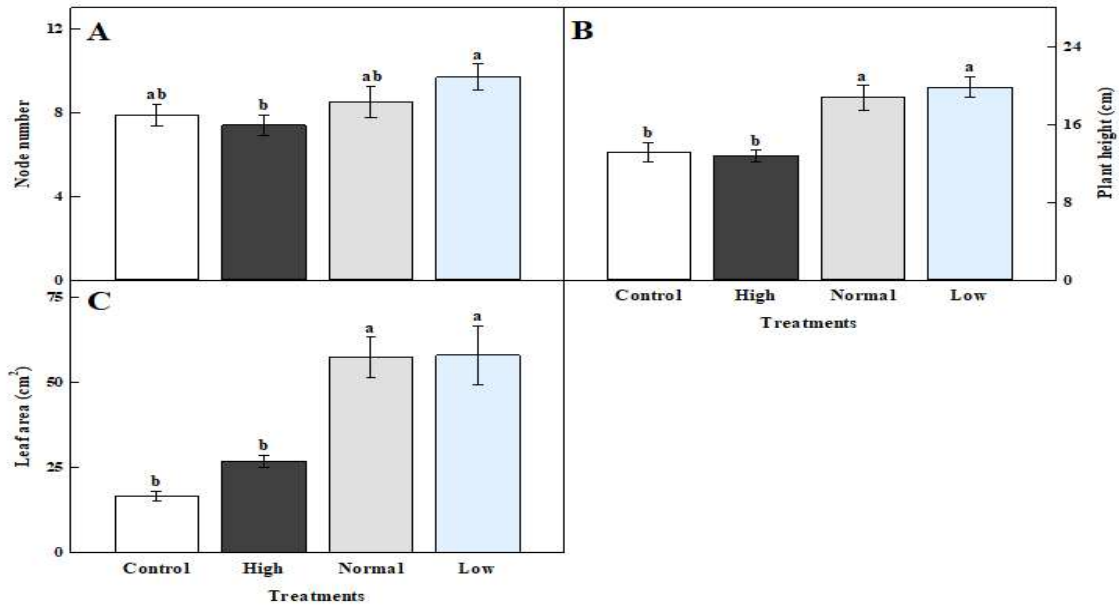 A
12
8
4
0
Node number
ab
b
ab
a
B
24
16
8
0
Plant height (cm)
b
b
a
a
Control High Normal Low
Treatments
C
75
50
25
0
Leaf area (cm²)
b
b
a
a
Control High Normal Low
Treatments